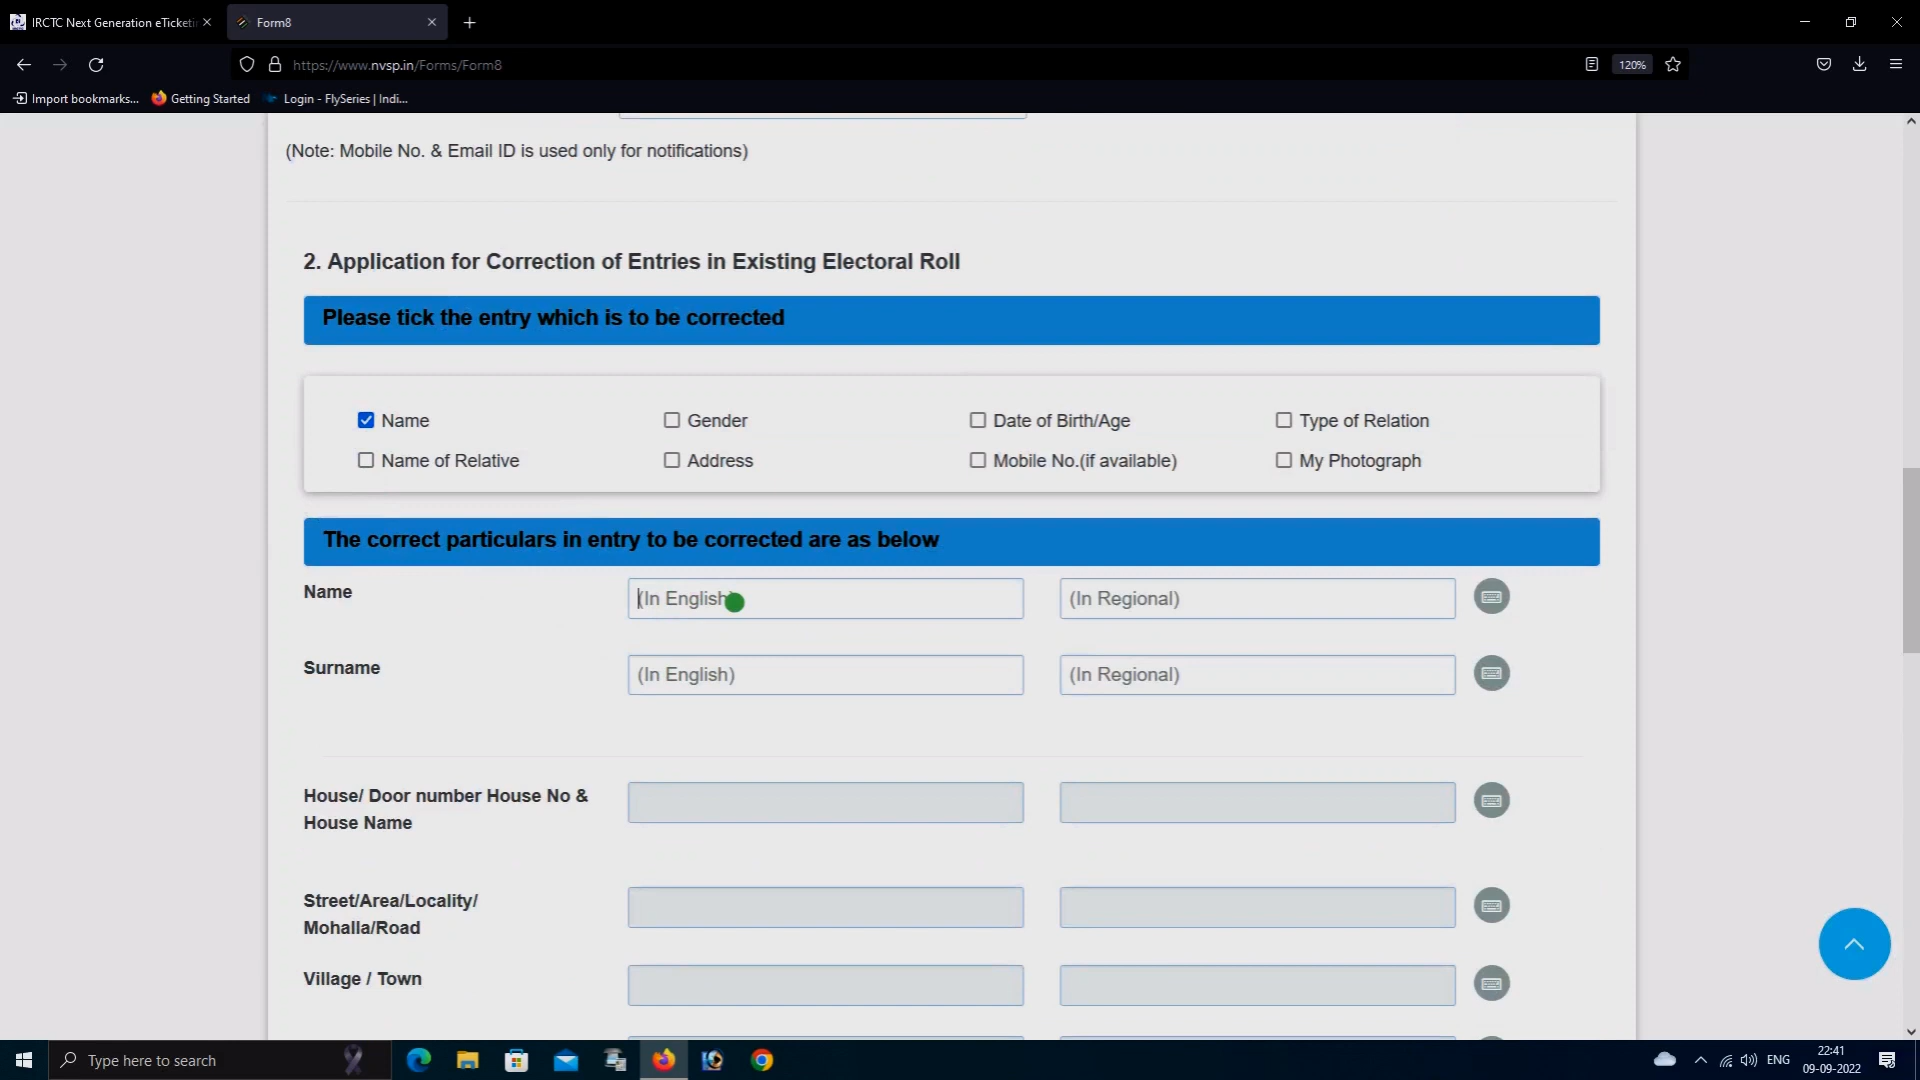 IRCTC Next Generation eTicketi
Form8
https://www.nvsp.in/Forms/Form8
120%
Import bookmarks...
Getting Started
Login - FlySeries | Indi...
(Note: Mobile No. & Email ID is used only for notifications)
2. Application for Correction of Entries in Existing Electoral Roll
Please tick the entry which is to be corrected
Name
Gender
Date of Birth/Age
Type of Relation
Name of Relative
Address
Mobile No.(if available)
My Photograph
The correct particulars in entry to be corrected are as below
Name
(In English)
(In Regional)
Surname
(In English)
(In Regional)
House/ Door number House No &
House Name
Street/Area/Locality/
Mohalla/Road
Village / Town
Type here to search
ENG
22:41
09-09-2022